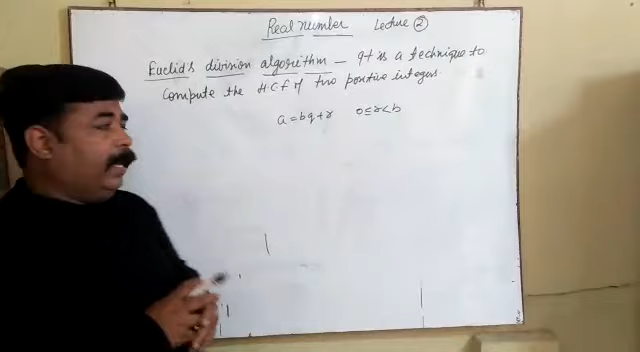 Real number Lecture ②
Euclid's division algorithm – It is a technique to
compute the H.C.F of two positive integers.
a = bq + r 0 ≤ r < b